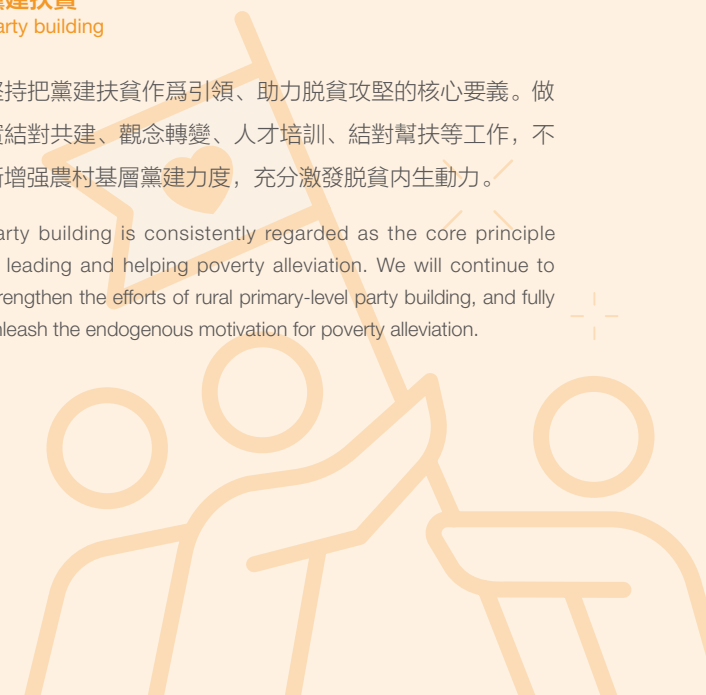 建扶貧
arty building
持把黨建扶貧作爲引領、助力脱貧攻堅的核心要義。做
結對共建、觀念轉變、人才培訓、結對幫扶等工作，不
增强農村基層黨建力度，充分激發脱貧内生動力。
arty building is consistently regarded as the core principle
leading and helping poverty alleviation. We will continue to
rengthen the efforts of rural primary-level party building, and fully
nleash the endogenous motivation for poverty alleviation.